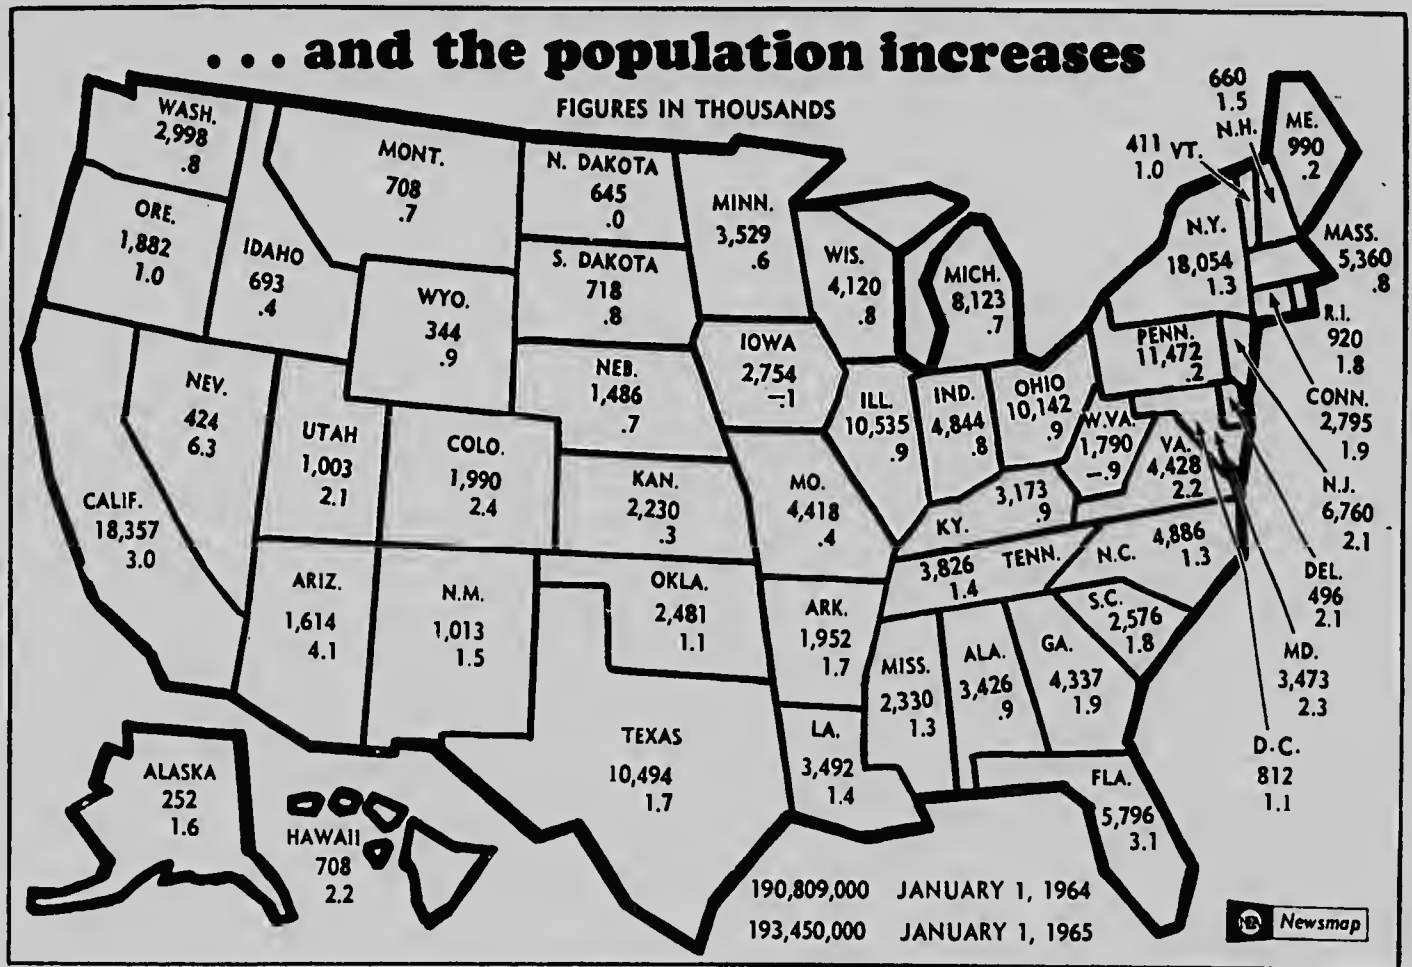 . . . and the population increases
FIGURES IN THOUSANDS
WASH.
2,998
.8
ORE.
1,882
1.0
IDAHO
693
.4
MONT.
708
.7
WYO.
344
.9
N. DAKOTA
645
.0
S. DAKOTA
718
.8
NEB.
1,486
.7
MINN.
3,529
.6
IOWA
2,754
–.1
WIS.
4,120
.8
MICH.
8,123
.7
ILL.
10,535
.9
IND.
4,844
.8
OHIO
10,142
.9
W.VA.
1,790
–.9
VA.
4,428
2.2
PENN.
11,472
.2
N.Y.
18,054
1.3
411 VT.
1.0
660
1.5
N.H.
ME.
990
.2
MASS.
5,360
.8
R.I.
920
1.8
CONN.
2,795
1.9
N.J.
6,760
2.1
DEL.
496
2.1
MD.
3,473
2.3
D.C.
812
1.1
NEV.
424
6.3
CALIF.
18,357
3.0
UTAH
1,003
2.1
COLO.
1,990
2.4
KAN.
2,230
.3
MO.
4,418
.4
KY.
3,173
.9
3,826 TENN.
1.4
N.C. 4,886
1.3
S.C.
2,576
1.8
ARIZ.
1,614
4.1
N.M.
1,013
1.5
OKLA.
2,481
1.1
ARK.
1,952
1.7
MISS.
2,330
1.3
ALA.
3,426
.9
GA.
4,337
1.9
TEXAS
10,494
1.7
LA.
3,492
1.4
FLA.
5,796
3.1
ALASKA
252
1.6
HAWAII
708
2.2
190,809,000 JANUARY 1, 1964
193,450,000 JANUARY 1, 1965
NEA Newsmap